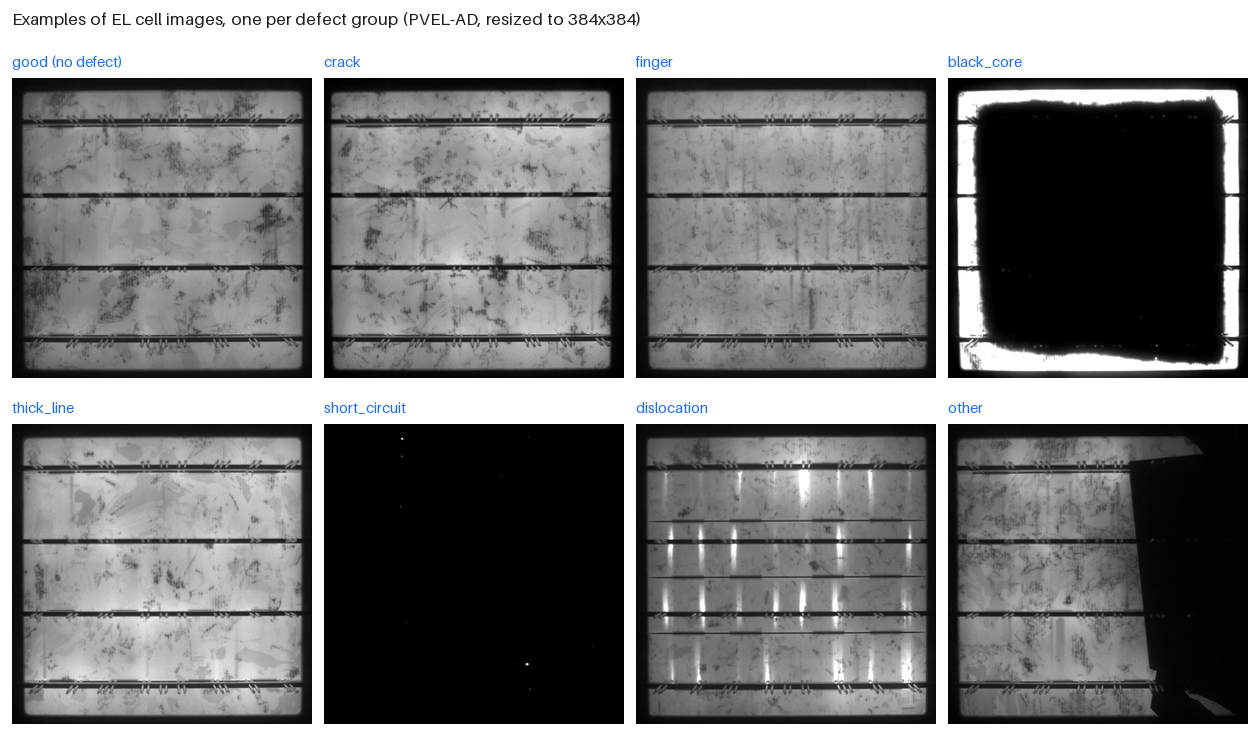 Examples of EL cell images, one per defect group (PVEL-AD, resized to 384x384)
good (no defect)
crack
finger
black_core
thick_line
short_circuit
dislocation
other